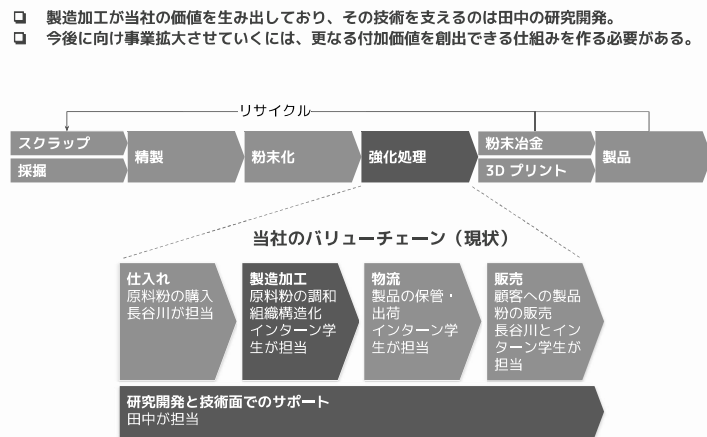 ❑ 製造加工が当社の価値を生み出しており、その技術を支えるのは田中の研究開発。
❑ 今後に向け事業拡大させていくには、更なる付加価値を創出できる仕組みを作る必要がある。
リサイクル
スクラップ
採掘
精製
粉末化
強化処理
粉末冶金
3D プリント
製品
当社のバリューチェーン（現状）
仕入れ
原料粉の購入
長谷川が担当
製造加工
原料粉の調和
組織構造化
インターン学
生が担当
物流
製品の保管・
出荷
インターン学
生が担当
販売
顧客への製品
粉の販売
長谷川とイン
ターン学生が
担当
研究開発と技術面でのサポート
田中が担当